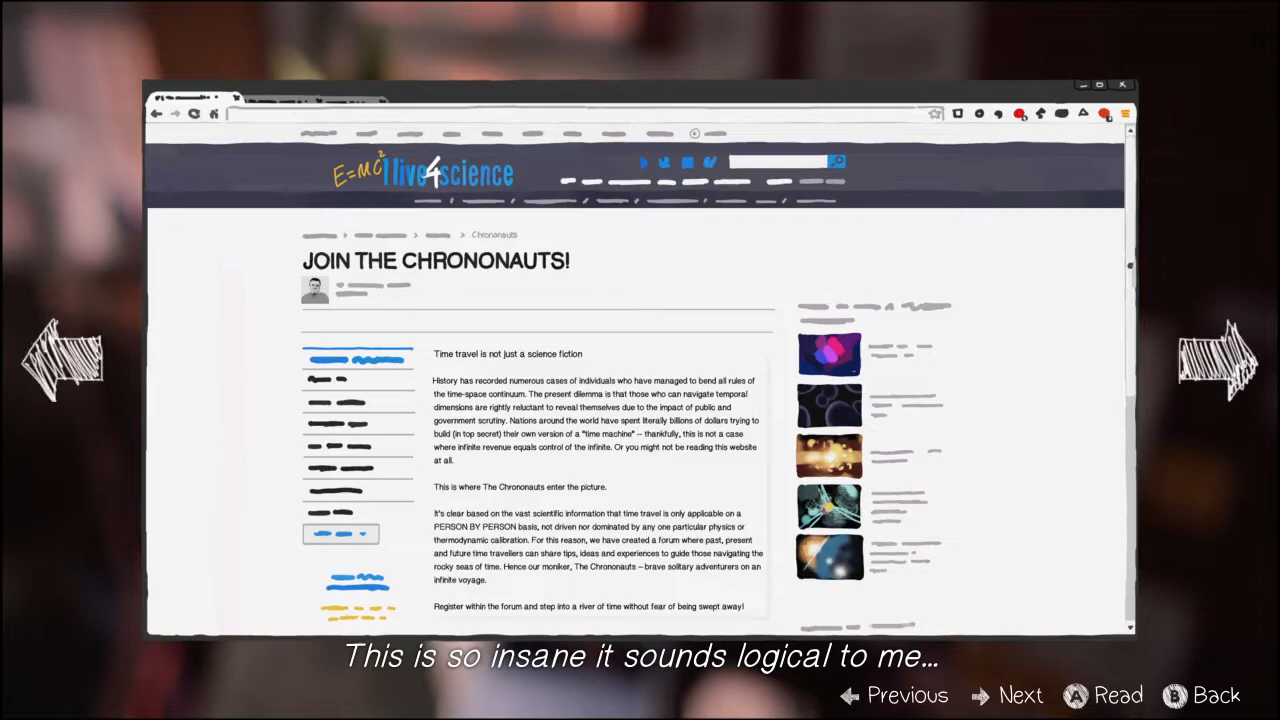 E=MC2 I live4science
Chrononauts
JOIN THE CHRONONAUTS!
Time travel is not just a science fiction
History has recorded numerous cases of individuals who have managed to bend all rules of
the time-space continuum. The present dilemma is that those who can navigate temporal
dimensions are rightly reluctant to reveal themselves due to the impact of public and
government scrutiny. Nations around the world have spent literally billions of dollars trying to
build (in top secret) their own version of a "time machine" -- thankfully, this is not a case
where infinite revenue equals control of the infinite. Or you might not be reading this website
at all.
This is where The Chrononauts enter the picture.
It's clear based on the vast scientific information that time travel is only applicable on a
PERSON BY PERSON basis, not driven nor dominated by any one particular physics or
thermodynamic calibration. For this reason, we have created a forum where past, present
and future time travellers can share tips, ideas and experiences to guide those navigating the
rocky seas of time. Hence our moniker, The Chrononauts – brave solitary adventurers on an
infinite voyage.
Register within the forum and step into a river of time without fear of being swept away!
This is so insane it sounds logical to me...
Previous Next A Read B Back